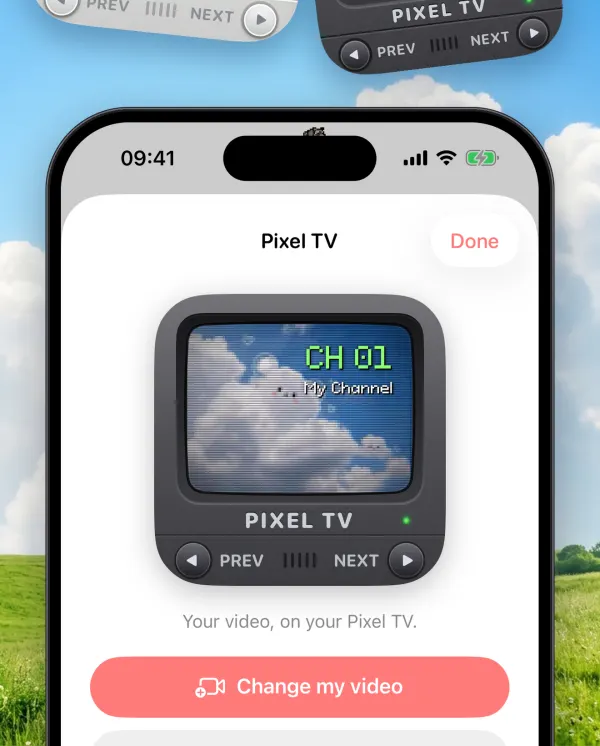 PREV NEXT
PIXEL TV
PREV NEXT
09:41
Pixel TV
Done
CH 01
My Channel
PIXEL TV
PREV NEXT
Your video, on your Pixel TV.
Change my video